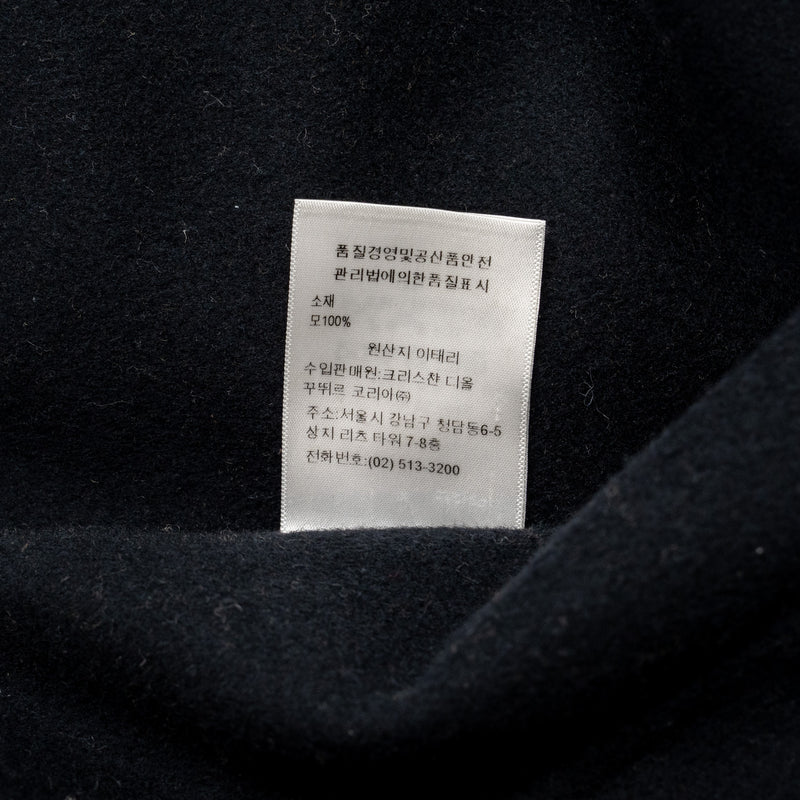 품질경영및공산품안전
관리법에의한품질표시
소재
모100%
원산지 이태리
수입판매원:크리스챤 디올
꾸뛰르 코리아㈜
주소:서울시 강남구 청담동6-5
상지 리츠 타워 7-8층
전화번호:(02) 513-3200